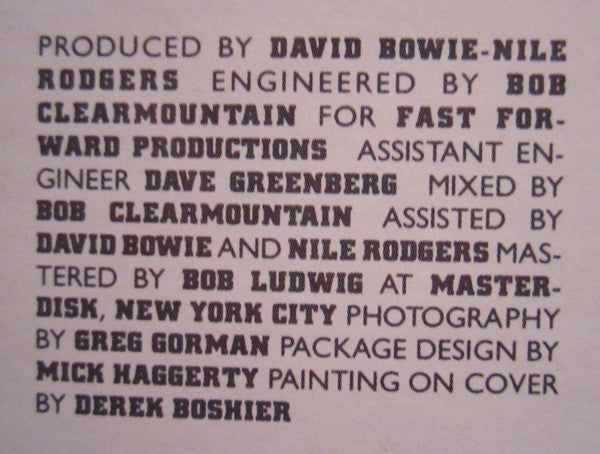 PRODUCED BY DAVID BOWIE-NILE
RODGERS ENGINEERED BY BOB
CLEARMOUNTAIN FOR FAST FOR-
WARD PRODUCTIONS ASSISTANT EN-
GINEER DAVE GREENBERG MIXED BY
BOB CLEARMOUNTAIN ASSISTED BY
DAVID BOWIE AND NILE RODGERS MAS-
TERED BY BOB LUDWIG AT MASTER-
DISK, NEW YORK CITY PHOTOGRAPHY
BY GREG GORMAN PACKAGE DESIGN BY
MICK HAGGERTY PAINTING ON COVER
BY DEREK BOSHIER